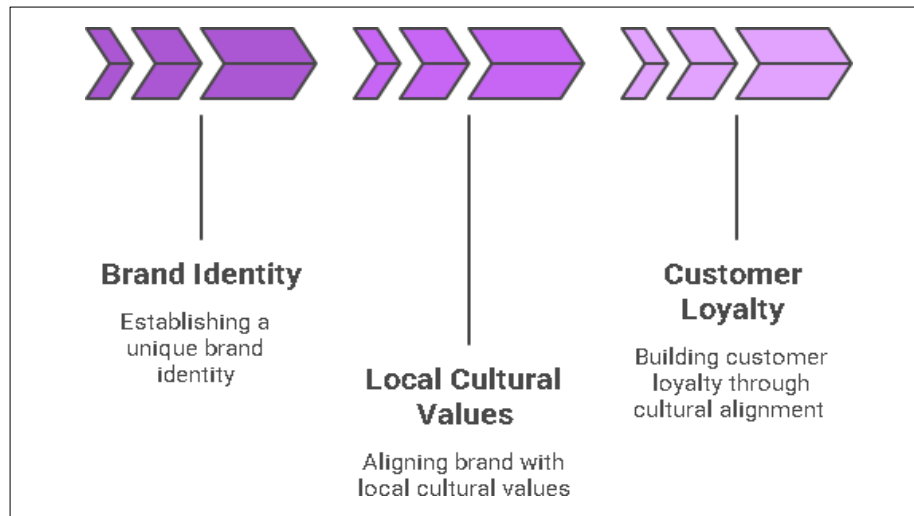 Brand Identity
Establishing a
unique brand
identity
Local Cultural
Values
Aligning brand with
local cultural values
Customer
Loyalty
Building customer
loyalty through
cultural alignment